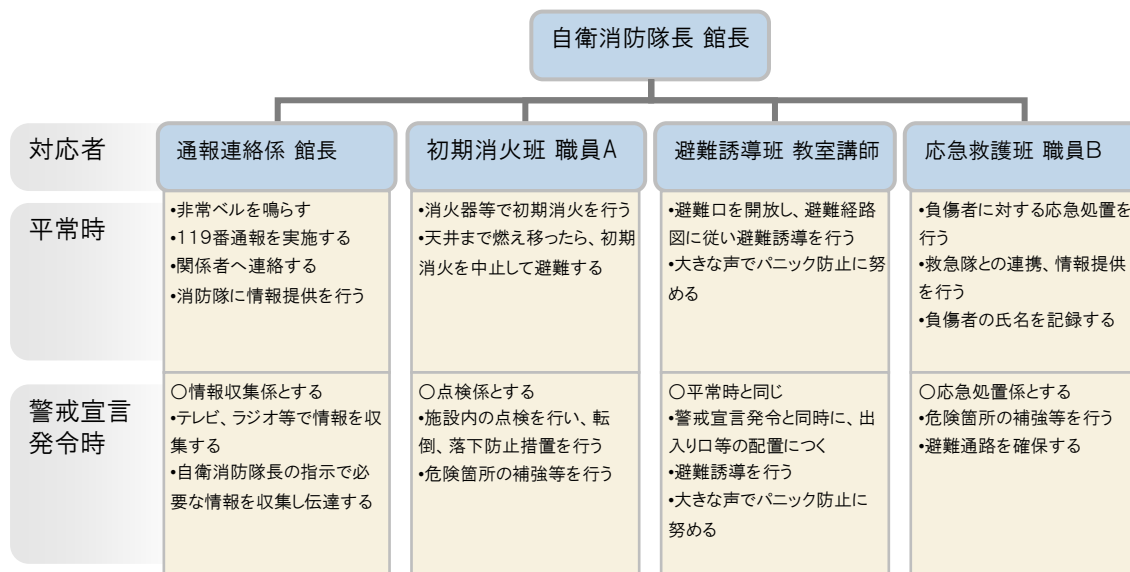 自衛消防隊長 館長
対応者
通報連絡係 館長
初期消火班 職員A
避難誘導班 教室講師
応急救護班 職員B
平常時
•非常ベルを鳴らす
•119番通報を実施する
•関係者へ連絡する
•消防隊に情報提供を行う
•消火器等で初期消火を行う
•天井まで燃え移ったら、初期
消火を中止して避難する
•避難口を開放し、避難経路
図に従い避難誘導を行う
•大きな声でパニック防止に努
める
•負傷者に対する応急処置を
行う
•救急隊との連携、情報提供
を行う
•負傷者の氏名を記録する
警戒宣言
発令時
○情報収集係とする
•テレビ、ラジオ等で情報を収
集する
•自衛消防隊長の指示で必
要な情報を収集し伝達する
○点検係とする
•施設内の点検を行い、転
倒、落下防止措置を行う
•危険箇所の補強等を行う
○平常時と同じ
•警戒宣言発令と同時に、出
入り口等の配置につく
•避難誘導を行う
•大きな声でパニック防止に
努める
○応急処置係とし
•危険箇所の補強等を行う
•避難通路を確保する